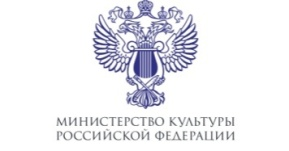 МИНИСТЕРСТВО КУЛЬТУРЫ
РОССИЙСКОЙ ФЕДЕРАЦИИ